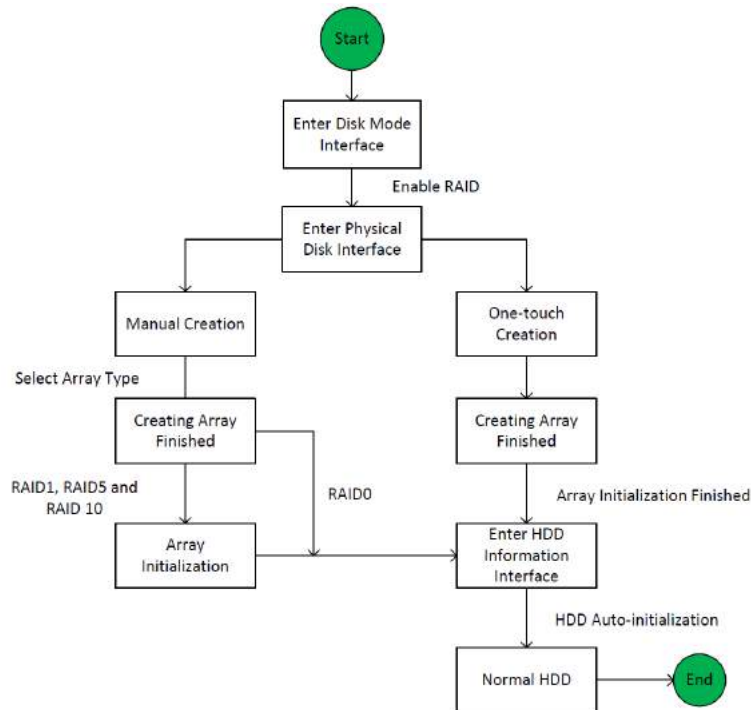 Start
Enter Disk Mode
Interface
Enable RAID
Enter Physical
Disk Interface
Manual Creation
One-touch
Creation
Select Array Type
Creating Array
Finished
Creating Array
Finished
RAID1, RAID5 and
RAID 10
RAID0
Array Initialization Finished
Array
Initialization
Enter HDD
Information
Interface
HDD Auto-initialization
Normal HDD
End